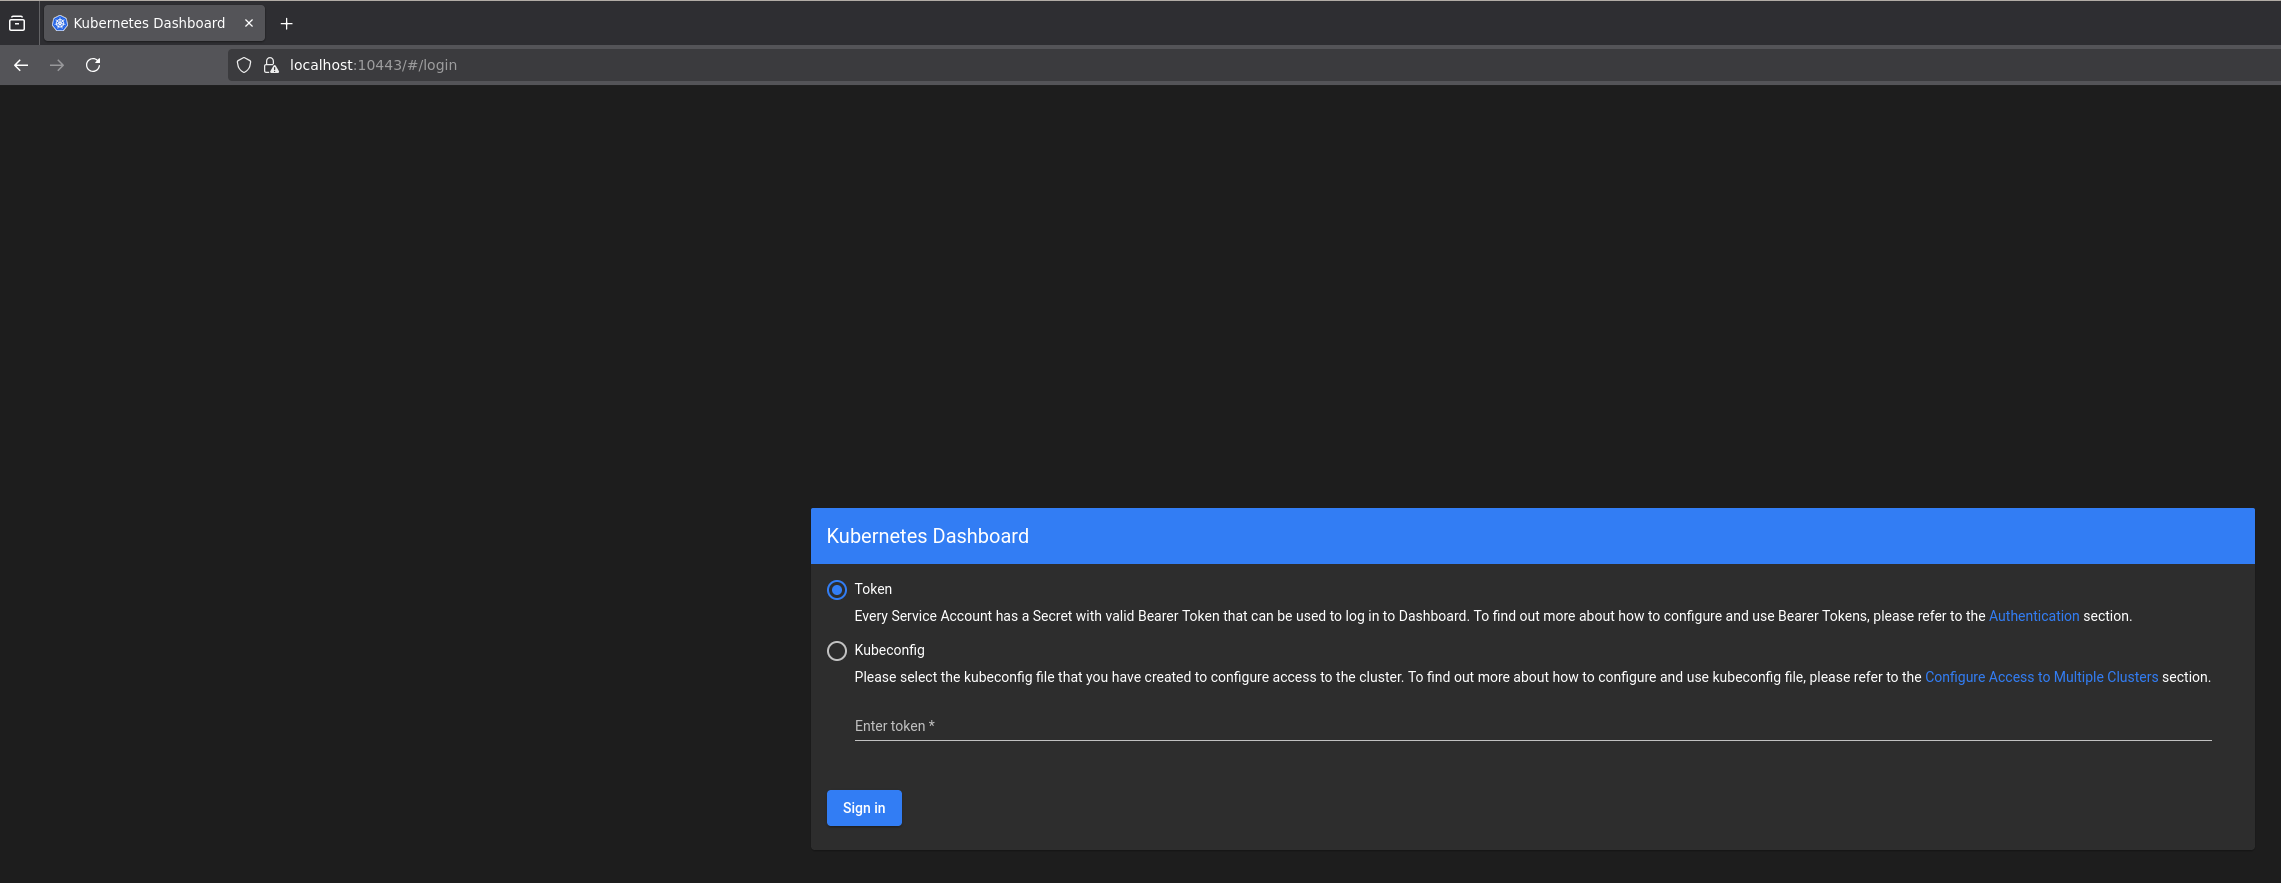 Kubernetes Dashboard
localhost:10443/#/login
Kubernetes Dashboard
Token
Every Service Account has a Secret with valid Bearer Token that can be used to log in to Dashboard. To find out more about how to configure and use Bearer Tokens, please refer to the Authentication section.
Kubeconfig
Please select the kubeconfig file that you have created to configure access to the cluster. To find out more about how to configure and use kubeconfig file, please refer to the Configure Access to Multiple Clusters section.
Enter token *
Sign in